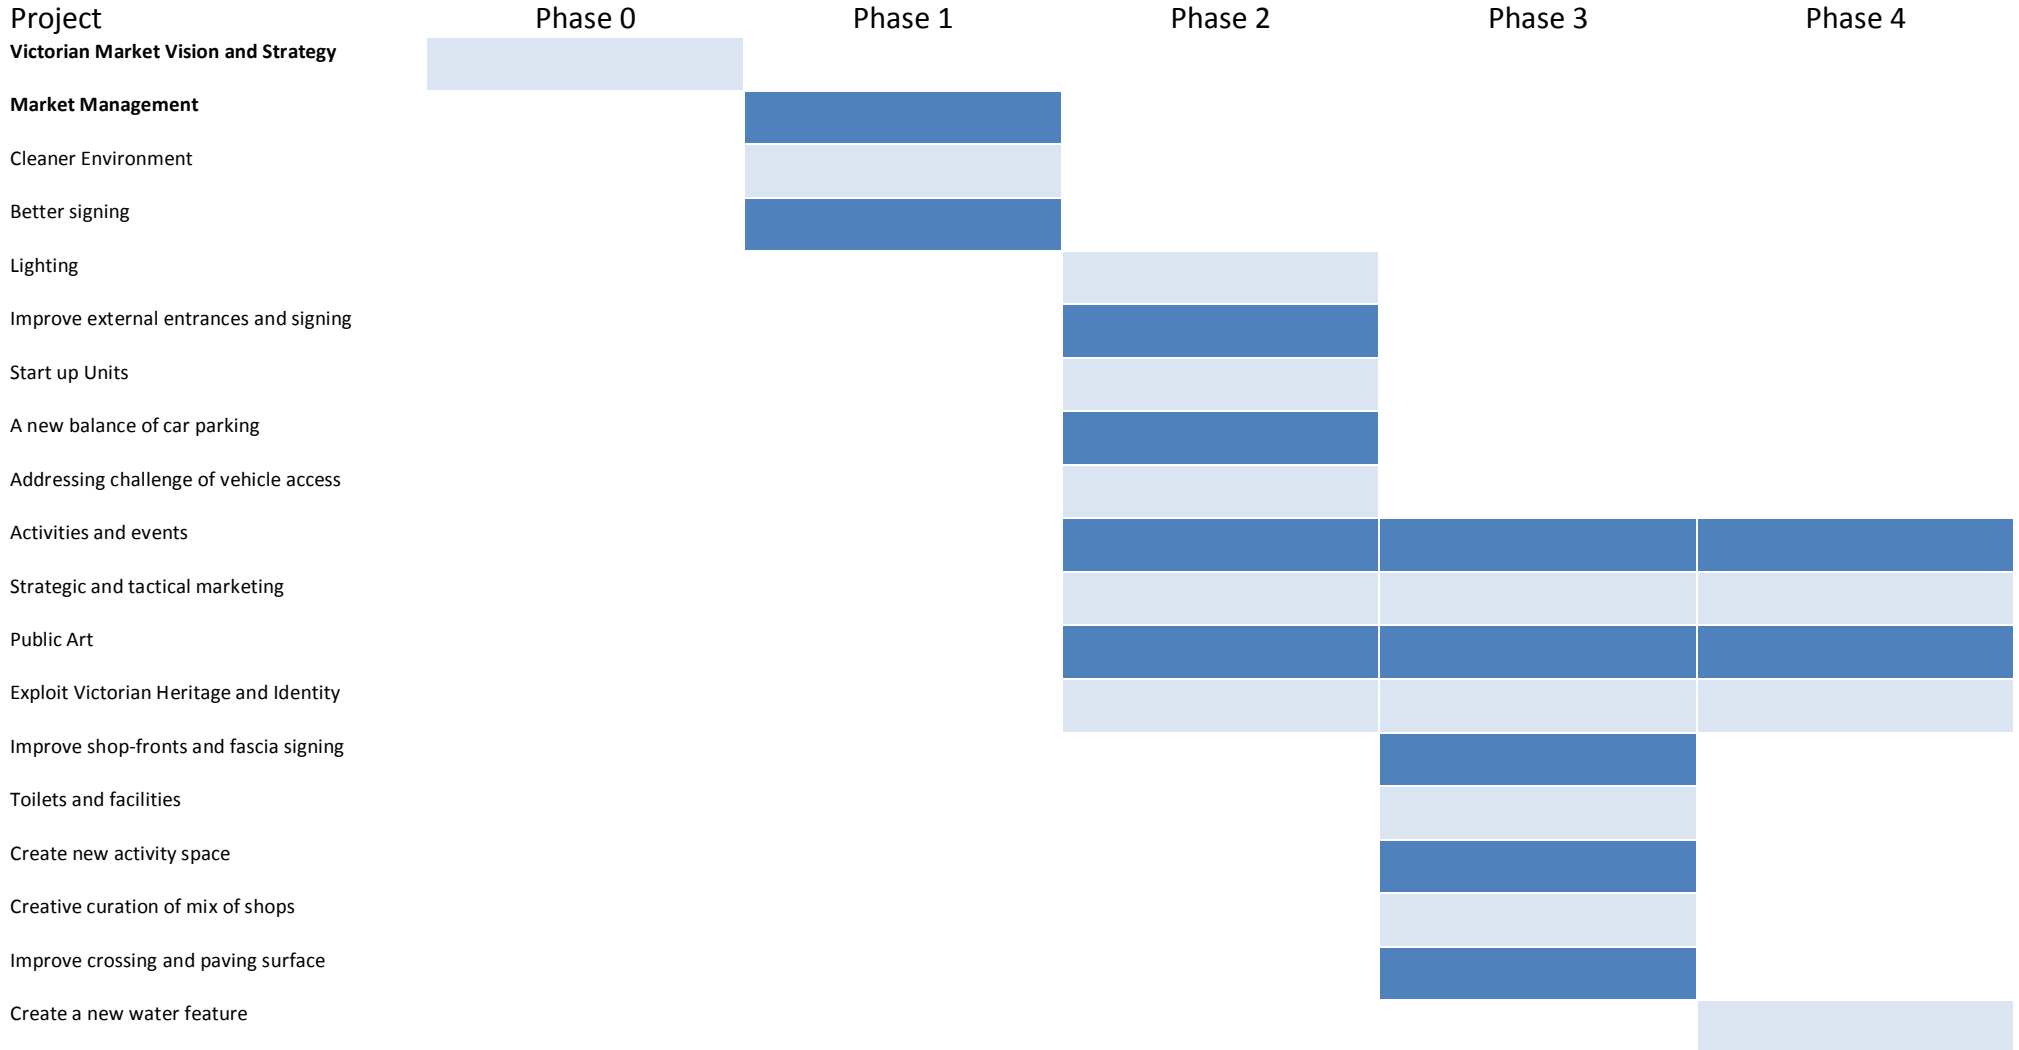 Project Phase 0 Phase 1 Phase 2 Phase 3 Phase 4
Victorian Market Vision and Strategy
Market Management
Cleaner Environment
Better signing
Lighting
Improve external entrances and signing
Start up Units
A new balance of car parking
Addressing challenge of vehicle access
Activities and events
Strategic and tactical marketing
Public Art
Exploit Victorian Heritage and Identity
Improve shop-fronts and fascia signing
Toilets and facilities
Create new activity space
Creative curation of mix of shops
Improve crossing and paving surface
Create a new water feature